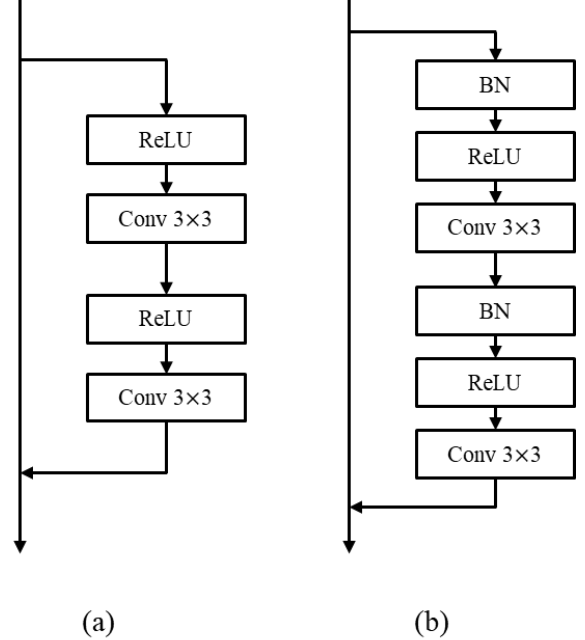 ReLU
Conv 3×3
ReLU
Conv 3×3
(a)
BN
ReLU
Conv 3×3
BN
ReLU
Conv 3×3
(b)